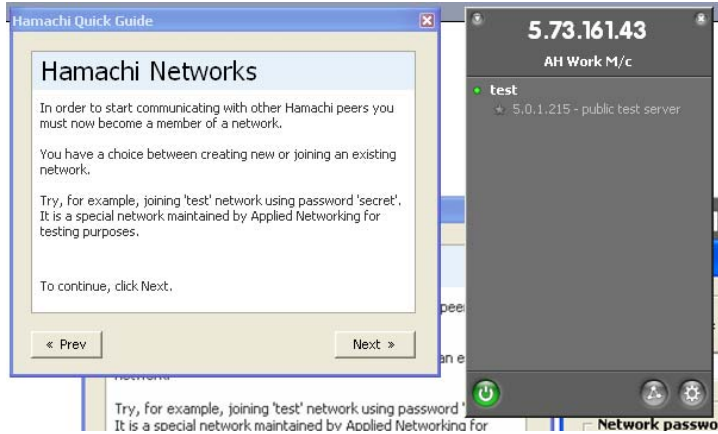 Hamachi Quick Guide
Hamachi Networks
In order to start communicating with other Hamachi peers you
must now become a member of a network.
You have a choice between creating new or joining an existing
network.
Try, for example, joining 'test' network using password 'secret'.
It is a special network maintained by Applied Networking for
testing purposes.
To continue, click Next.
« Prev
Next »
5.73.161.43
AH Work M/c
test
5.0.1.215 - public test server
pee
an e
Try, for example, joining 'test' network using password '
It is a special network maintained by Applied Networking for
Network passwo